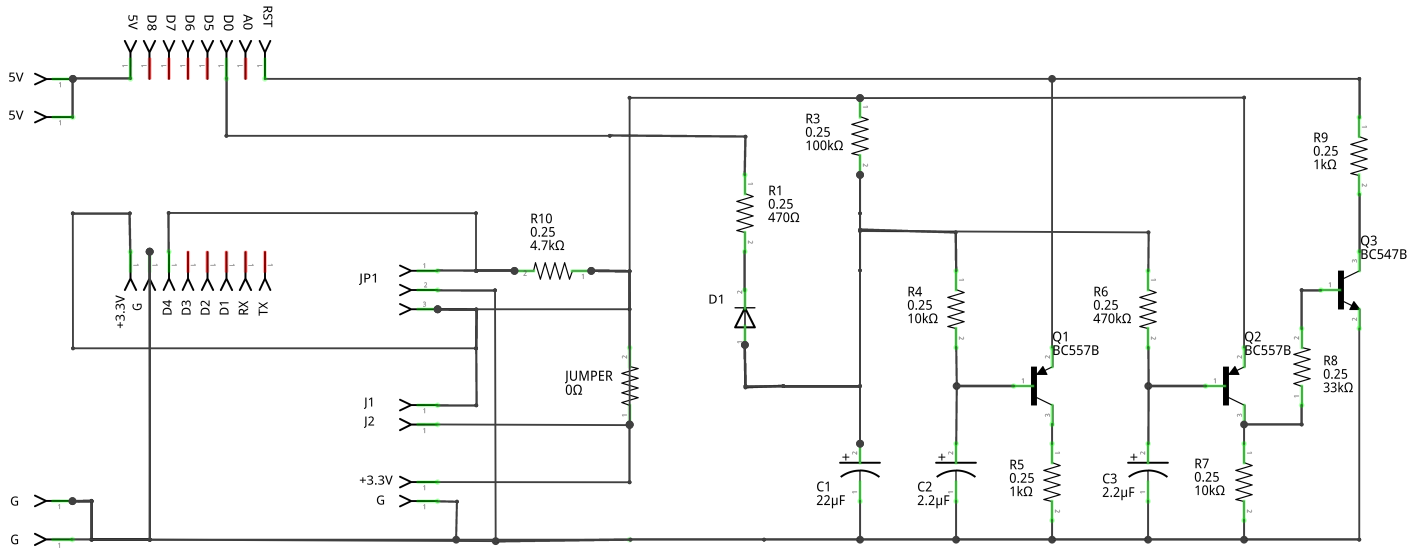 5V
D8
D7
D6
D5
D0
A0
RST
5V
5V
R3
0.25
100kΩ
R9
0.25
1kΩ
R1
0.25
470Ω
R10
0.25
4.7kΩ
Q3
BC547B
JP1
+3.3V
G
D4
D3
D2
D1
RX
TX
D1
R4
0.25
10kΩ
R6
0.25
470kΩ
Q1
BC557B
Q2
BC557B
R8
0.25
33kΩ
JUMPER
0Ω
J1
J2
+3.3V
G
G
G
C1
22µF
C2
2.2µF
R5
0.25
1kΩ
C3
2.2µF
R7
0.25
10kΩ